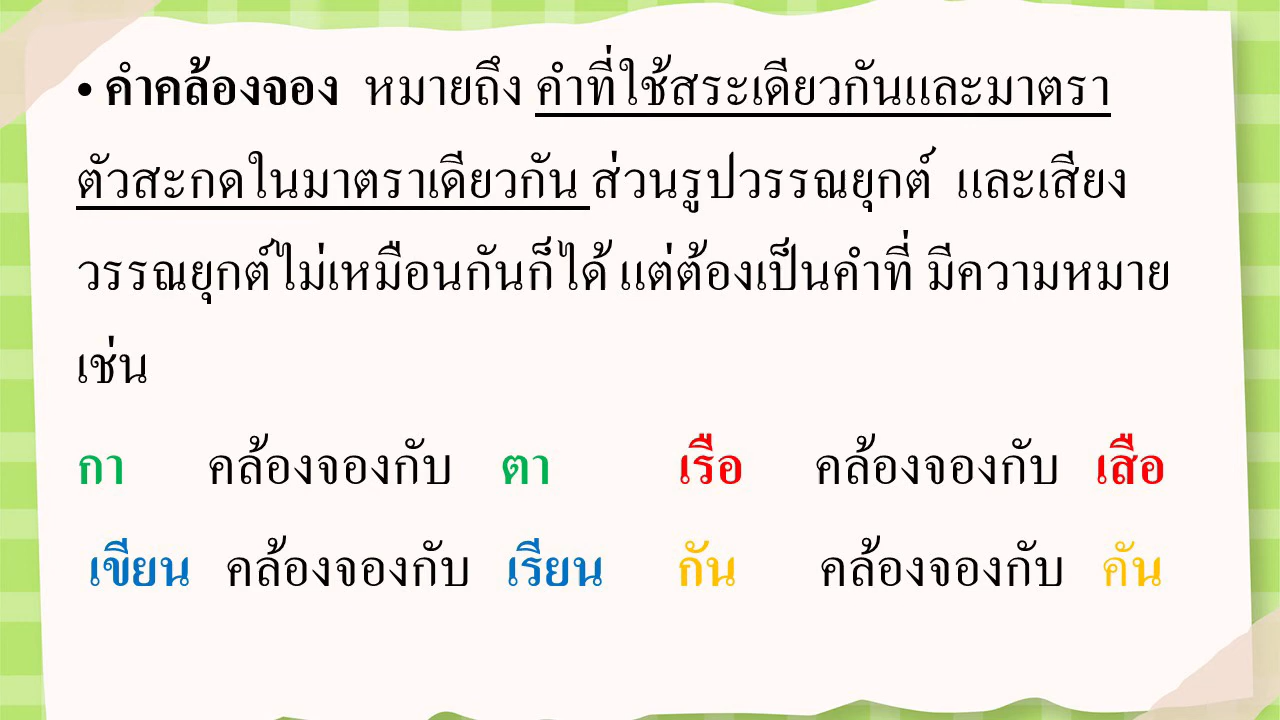 • คำคล้องจอง หมายถึง คำที่ใช้สระเดียวกันและมาตรา
ตัวสะกดในมาตราเดียวกัน ส่วนรูปวรรณยุกต์ และเสียง
วรรณยุกต์ไม่เหมือนกันก็ได้ แต่ต้องเป็นคำที่ มีความหมาย
เช่น
กา คล้องจองกับ ตา เรือ คล้องจองกับ เสือ
เขียน คล้องจองกับ เรียน กัน คล้องจองกับ คัน